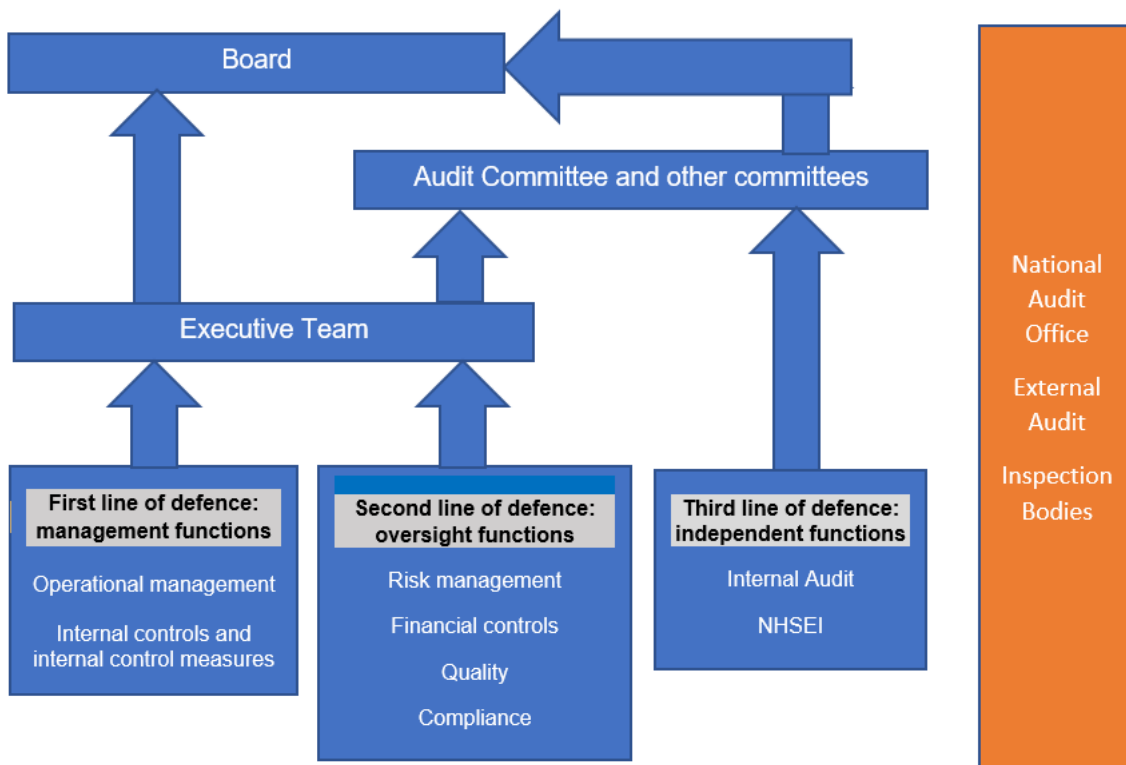 Board
Audit Committee and other committees
Executive Team
First line of defence:
management functions
Operational management
Internal controls and
internal control measures
Second line of defence:
oversight functions
Risk management
Financial controls
Quality
Compliance
Third line of defence:
independent functions
Internal Audit
NHSEI
National
Audit
Office
External
Audit
Inspection
Bodies